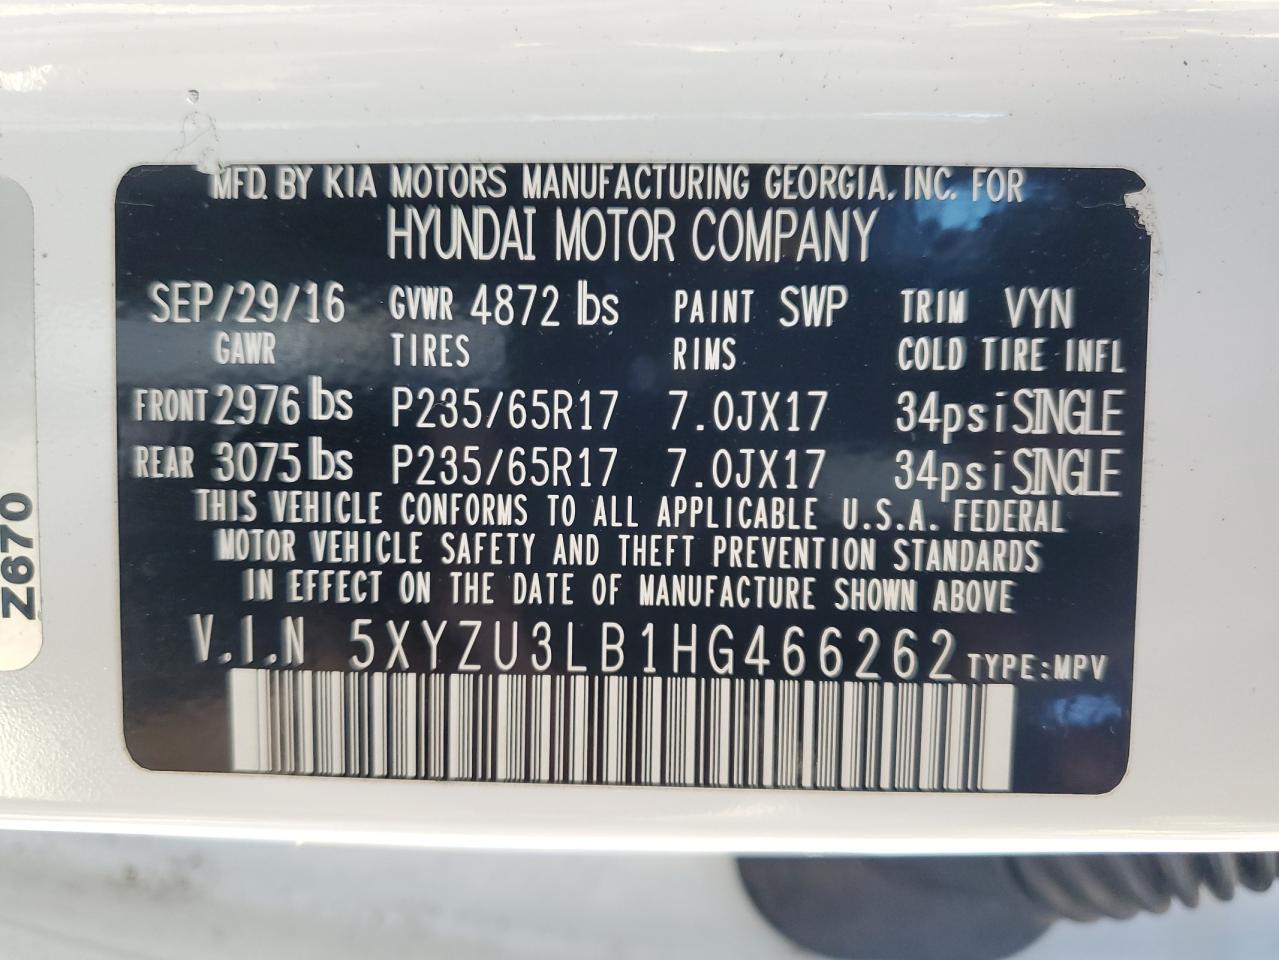 MFD. BY KIA MOTORS MANUFACTURING GEORGIA, INC. FOR
HYUNDAI MOTOR COMPANY
SEP/29/16 GVWR 4872 lbs PAINT SWP TRIM VYN
GAWR TIRES RIMS COLD TIRE INFL
FRONT 2976 lbs P235/65R17 7.0JX17 34psi SINGLE
REAR 3075 lbs P235/65R17 7.0JX17 34psi SINGLE
THIS VEHICLE CONFORMS TO ALL APPLICABLE U.S.A. FEDERAL
MOTOR VEHICLE SAFETY AND THEFT PREVENTION STANDARDS
IN EFFECT ON THE DATE OF MANUFACTURE SHOWN ABOVE
V.I.N 5XYZU3LB1HG466262 TYPE:MPV
Z670